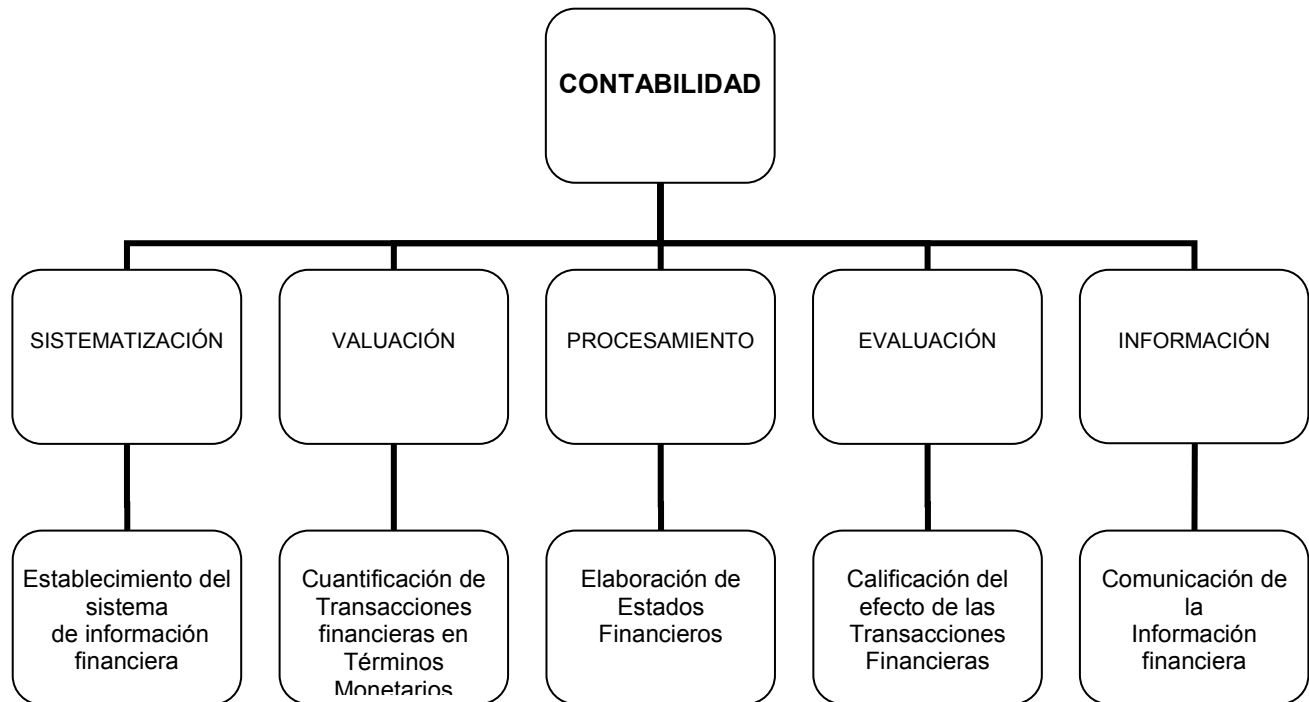 CONTABILIDAD
SISTEMATIZACIÓN
VALUACIÓN
PROCESAMIENTO
EVALUACIÓN
INFORMACIÓN
Establecimiento del
sistema
de información
financiera
Cuantificación de
Transacciones
financieras en
Términos
Monetarios
Elaboración de
Estados
Financieros
Calificación del
efecto de las
Transacciones
Financieras
Comunicación de
la
Información
financiera